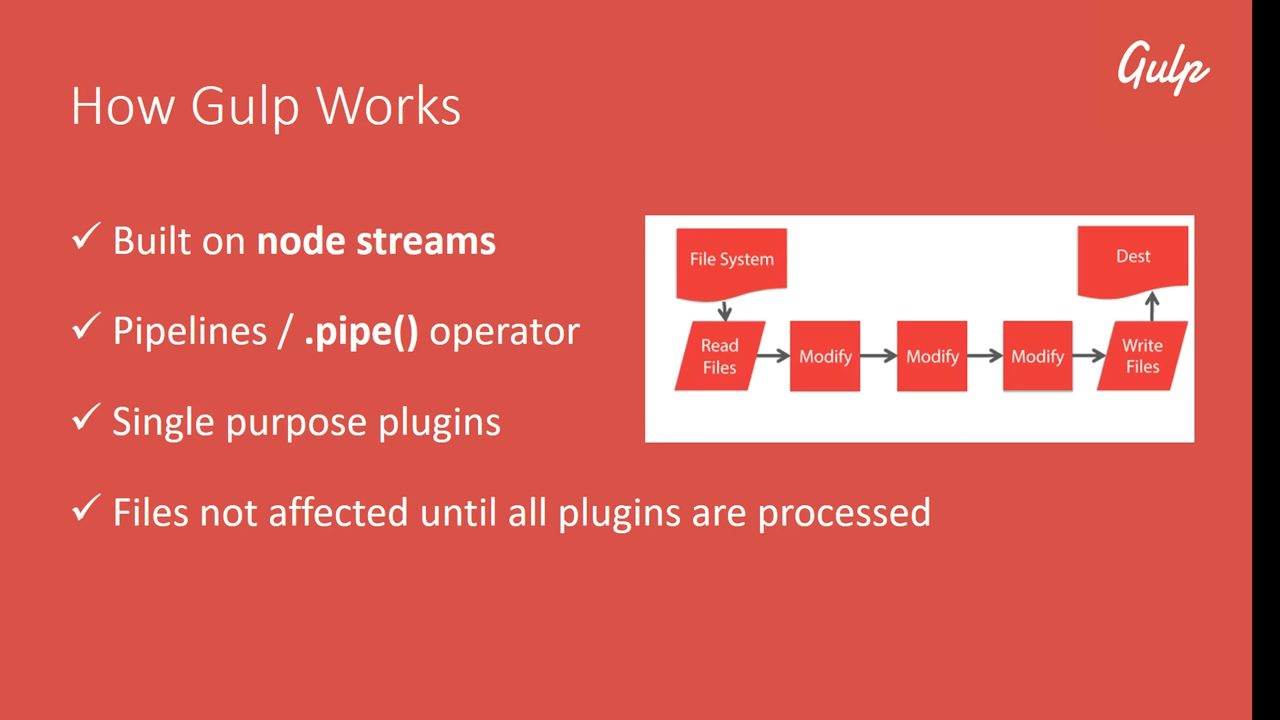 Gulp
How Gulp Works
✓ Built on node streams
✓ Pipelines / .pipe() operator
✓ Single purpose plugins
✓ Files not affected until all plugins are processed
File System
Dest
Read
Files
Modify
Modify
Modify
Write
Files